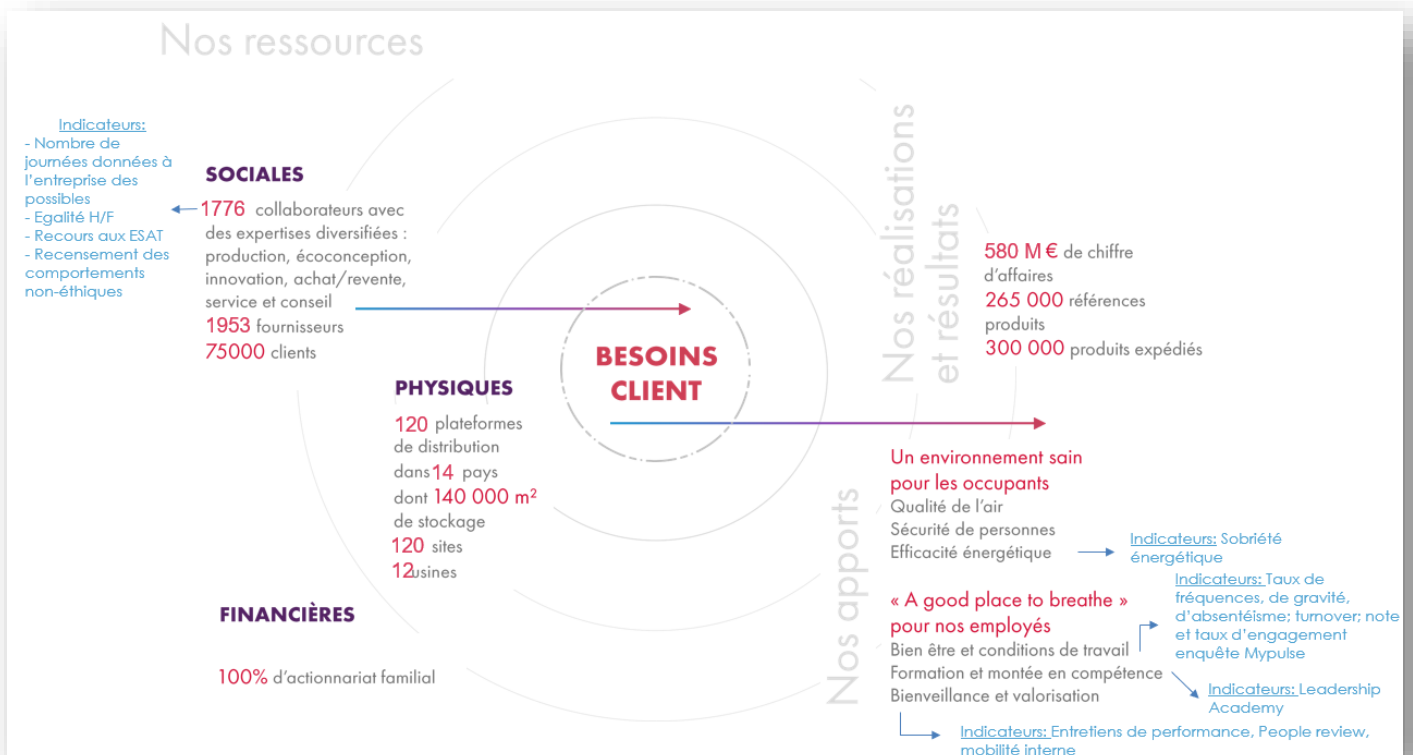 Nos ressources
Indicateurs:
- Nombre de
journées données à
l'entreprise des
possibles
- Egalité H/F
- Recours aux ESAT
- Recensement des
comportements
non-éthiques
SOCIALES
1776 collaborateurs avec
des expertises diversifiées :
production, écoconception,
innovation, achat/revente,
service et conseil
1953 fournisseurs
75000 clients
PHYSIQUES
120 plateformes
de distribution
dans 14 pays
dont 140 000 m²
de stockage
120 sites
12 usines
FINANCIÈRES
100% d'actionnariat familial
BESOINS
CLIENT
Nos réalisations
et résultats
580 M € de chiffre
d'affaires
265 000 références
produits
300 000 produits expédiés
Nos apports
Un environnement sain
pour les occupants
Qualité de l'air
Sécurité de personnes
Efficacité énergétique
Indicateurs: Sobriété
énergétique
« A good place to breathe »
pour nos employés
Bien être et conditions de travail
Formation et montée en compétence
Bienveillance et valorisation
Indicateurs: Taux de
fréquences, de gravité,
d'absentéisme; turnover; note
et taux d'engagement
enquête Mypulse
Indicateurs: Leadership
Academy
Indicateurs: Entretiens de performance, People review,
mobilité interne